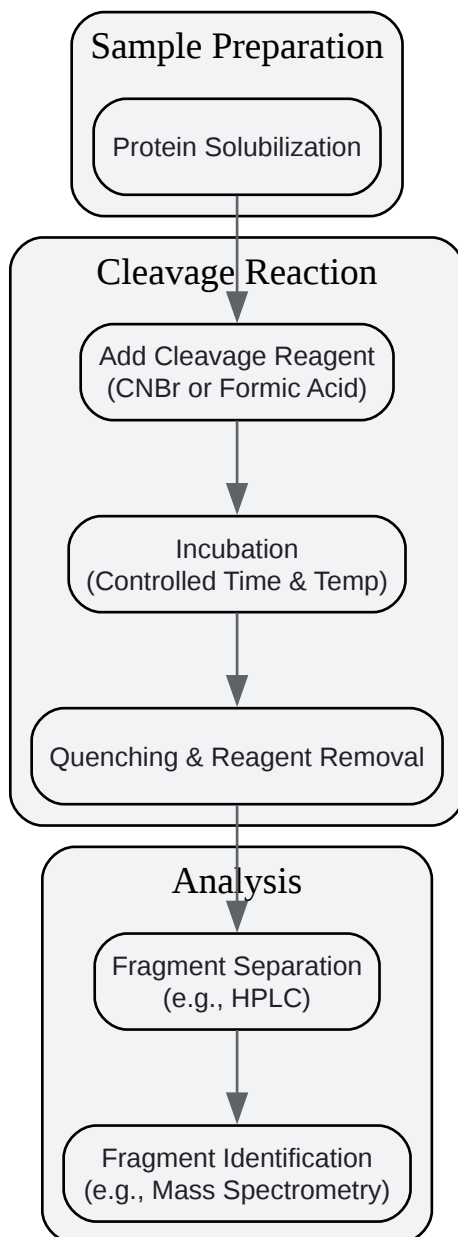 Sample Preparation
Protein Solubilization
Cleavage Reaction
Add Cleavage Reagent
(CNBr or Formic Acid)
Incubation
(Controlled Time & Temp)
Quenching & Reagent Removal
Analysis
Fragment Separation
(e.g., HPLC)
Fragment Identification
(e.g., Mass Spectrometry)